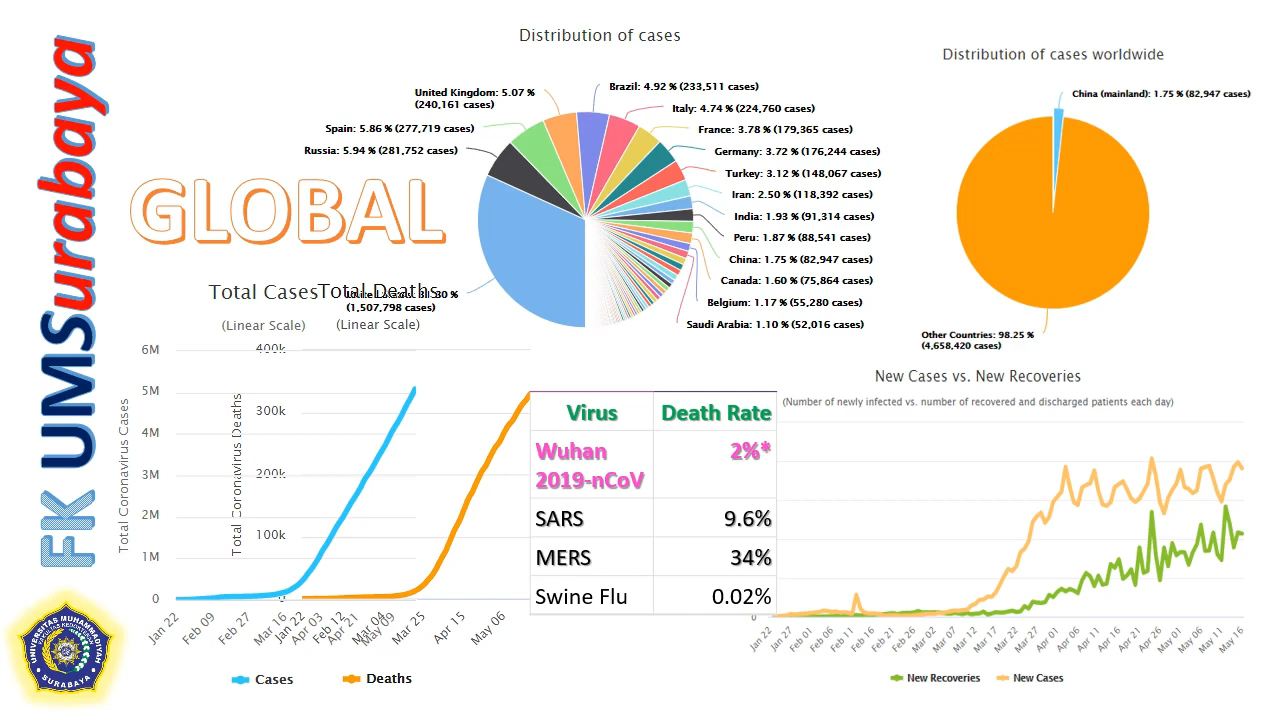 FK UMSurabaya
UNIVERSITAS MUHAMMADIYAH
FAKULTAS KEDOKTERAN
SURABAYA
GLOBAL
Distribution of cases
United Kingdom: 5.07 %
(240,161 cases)
Spain: 5.86 % (277,719 cases)
Russia: 5.94 % (281,752 cases)
(1,507,798 cases)
Brazil: 4.92 % (233,511 cases)
Italy: 4.74 % (224,760 cases)
France: 3.78 % (179,365 cases)
Germany: 3.72 % (176,244 cases)
Turkey: 3.12 % (148,067 cases)
Iran: 2.50 % (118,392 cases)
India: 1.93 % (91,314 cases)
Peru: 1.87 % (88,541 cases)
China: 1.75 % (82,947 cases)
Canada: 1.60 % (75,864 cases)
Belgium: 1.17 % (55,280 cases)
Saudi Arabia: 1.10 % (52,016 cases)
Distribution of cases worldwide
China (mainland): 1.75 % (82,947 cases)
Other Countries: 98.25 %
(4,658,420 cases)
Total Cases
(Linear Scale)
Total Coronavirus Cases
6M
5M
4M
3M
2M
1M
0
Jan 22
Feb 09
Feb 27
Mar 16
Apr 03
Apr 21
May 09
Cases
Total Deaths
(Linear Scale)
Total Coronavirus Deaths
400k
300k
200k
100k
Jan 22
Feb 12
Mar 04
Mar 25
Apr 15
May 06
Deaths
Virus Death Rate
Wuhan 2%*
2019-nCoV
SARS 9.6%
MERS 34%
Swine Flu 0.02%
New Cases vs. New Recoveries
(Number of newly infected vs. number of recovered and discharged patients each day)
0
Jan 22
Jan 27
Feb 01
Feb 06
Feb 11
Feb 16
Feb 21
Feb 26
Mar 02
Mar 07
Mar 12
Mar 17
Mar 22
Mar 27
Apr 01
Apr 06
Apr 11
Apr 16
Apr 21
Apr 26
May 01
May 06
May 11
May 16
New Recoveries
New Cases